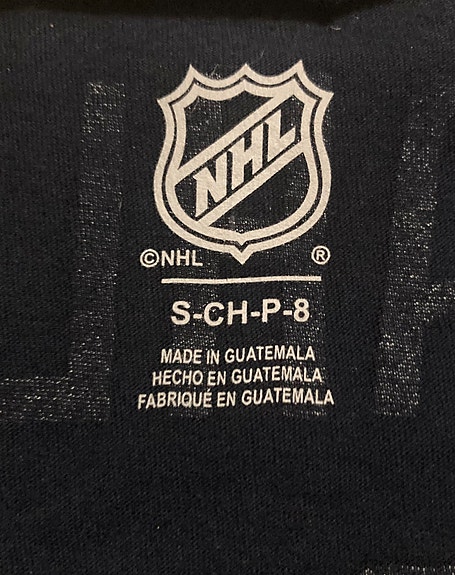 NHL
©NHL ®
S-CH-P-8
MADE IN GUATEMALA
HECHO EN GUATEMALA
FABRIQUÉ EN GUATEMALA